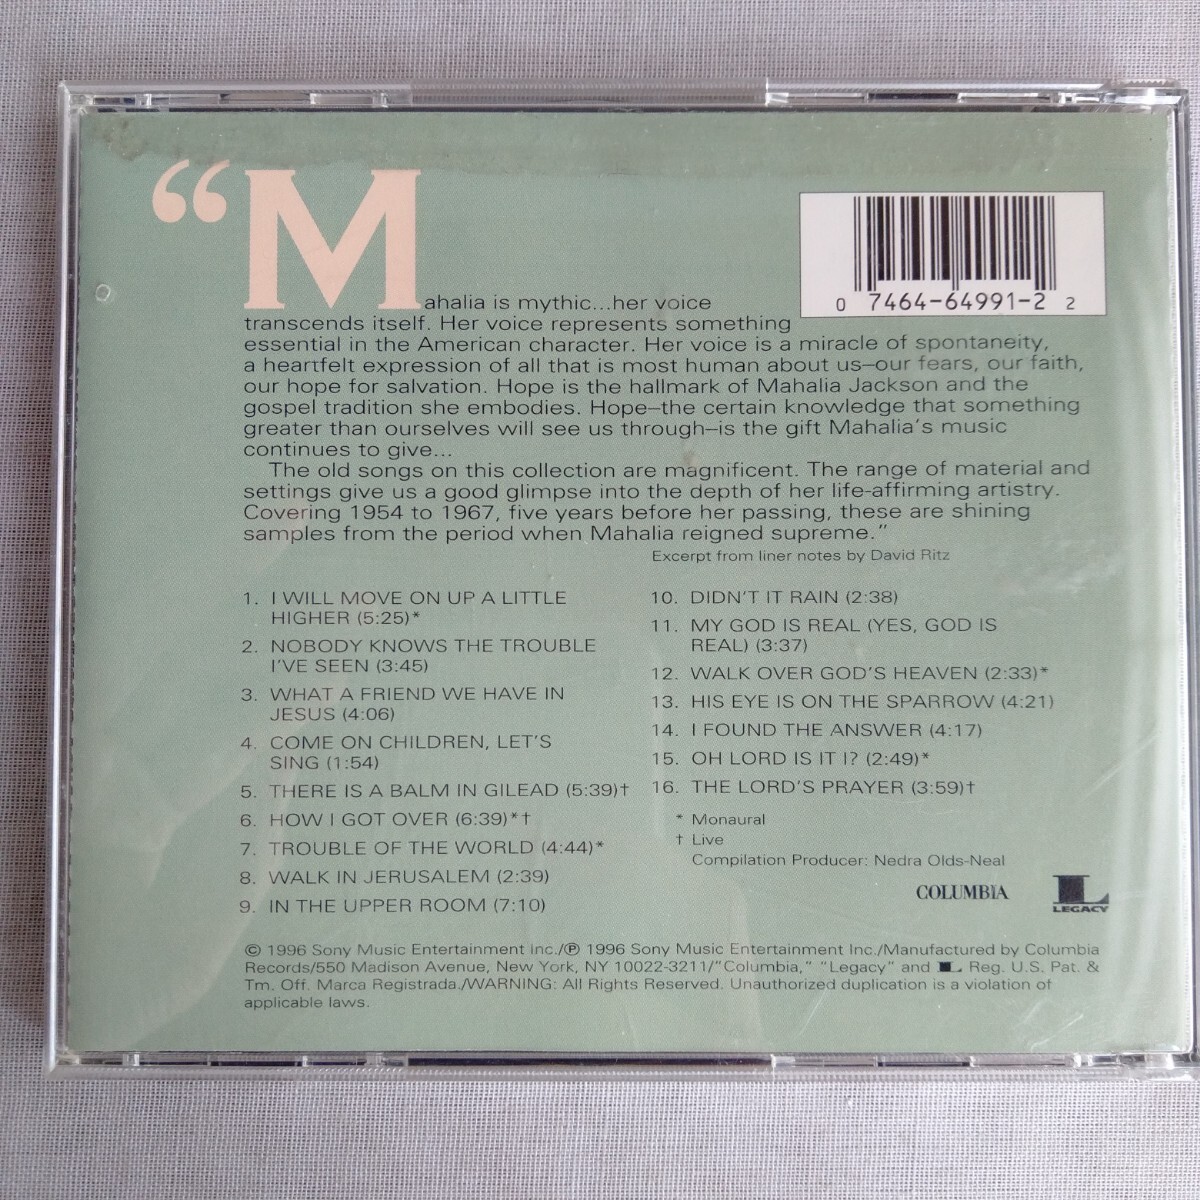 “Mahalia is mythic...her voice
transcends itself. Her voice represents something
essential in the American character. Her voice is a miracle of spontaneity,
a heartfelt expression of all that is most human about us–our fears, our faith,
our hope for salvation. Hope is the hallmark of Mahalia Jackson and the
gospel tradition she embodies. Hope–the certain knowledge that something
greater than ourselves will see us through–is the gift Mahalia's music
continues to give...
The old songs on this collection are magnificent. The range of material and
settings give us a good glimpse into the depth of her life-affirming artistry.
Covering 1954 to 1967, five years before her passing, these are shining
samples from the period when Mahalia reigned supreme.”
Excerpt from liner notes by David Ritz
0 7464-64991-2 2
1. I WILL MOVE ON UP A LITTLE
HIGHER (5:25)*
2. NOBODY KNOWS THE TROUBLE
I'VE SEEN (3:45)
3. WHAT A FRIEND WE HAVE IN
JESUS (4:06)
4. COME ON CHILDREN, LET'S
SING (1:54)
5. THERE IS A BALM IN GILEAD (5:39)†
6. HOW I GOT OVER (6:39)*†
7. TROUBLE OF THE WORLD (4:44)*
8. WALK IN JERUSALEM (2:39)
9. IN THE UPPER ROOM (7:10)
10. DIDN'T IT RAIN (2:38)
11. MY GOD IS REAL (YES, GOD IS
REAL) (3:37)
12. WALK OVER GOD'S HEAVEN (2:33)*
13. HIS EYE IS ON THE SPARROW (4:21)
14. I FOUND THE ANSWER (4:17)
15. OH LORD IS IT I? (2:49)*
16. THE LORD'S PRAYER (3:59)†
* Monaural
† Live
Compilation Producer: Nedra Olds-Neal
COLUMBIA
L
LEGACY
© 1996 Sony Music Entertainment Inc./℗ 1996 Sony Music Entertainment Inc./Manufactured by Columbia
Records/550 Madison Avenue, New York, NY 10022-3211/"Columbia," "Legacy" and L Reg. U.S. Pat. &
Tm. Off. Marca Registrada./WARNING: All Rights Reserved. Unauthorized duplication is a violation of
applicable laws.